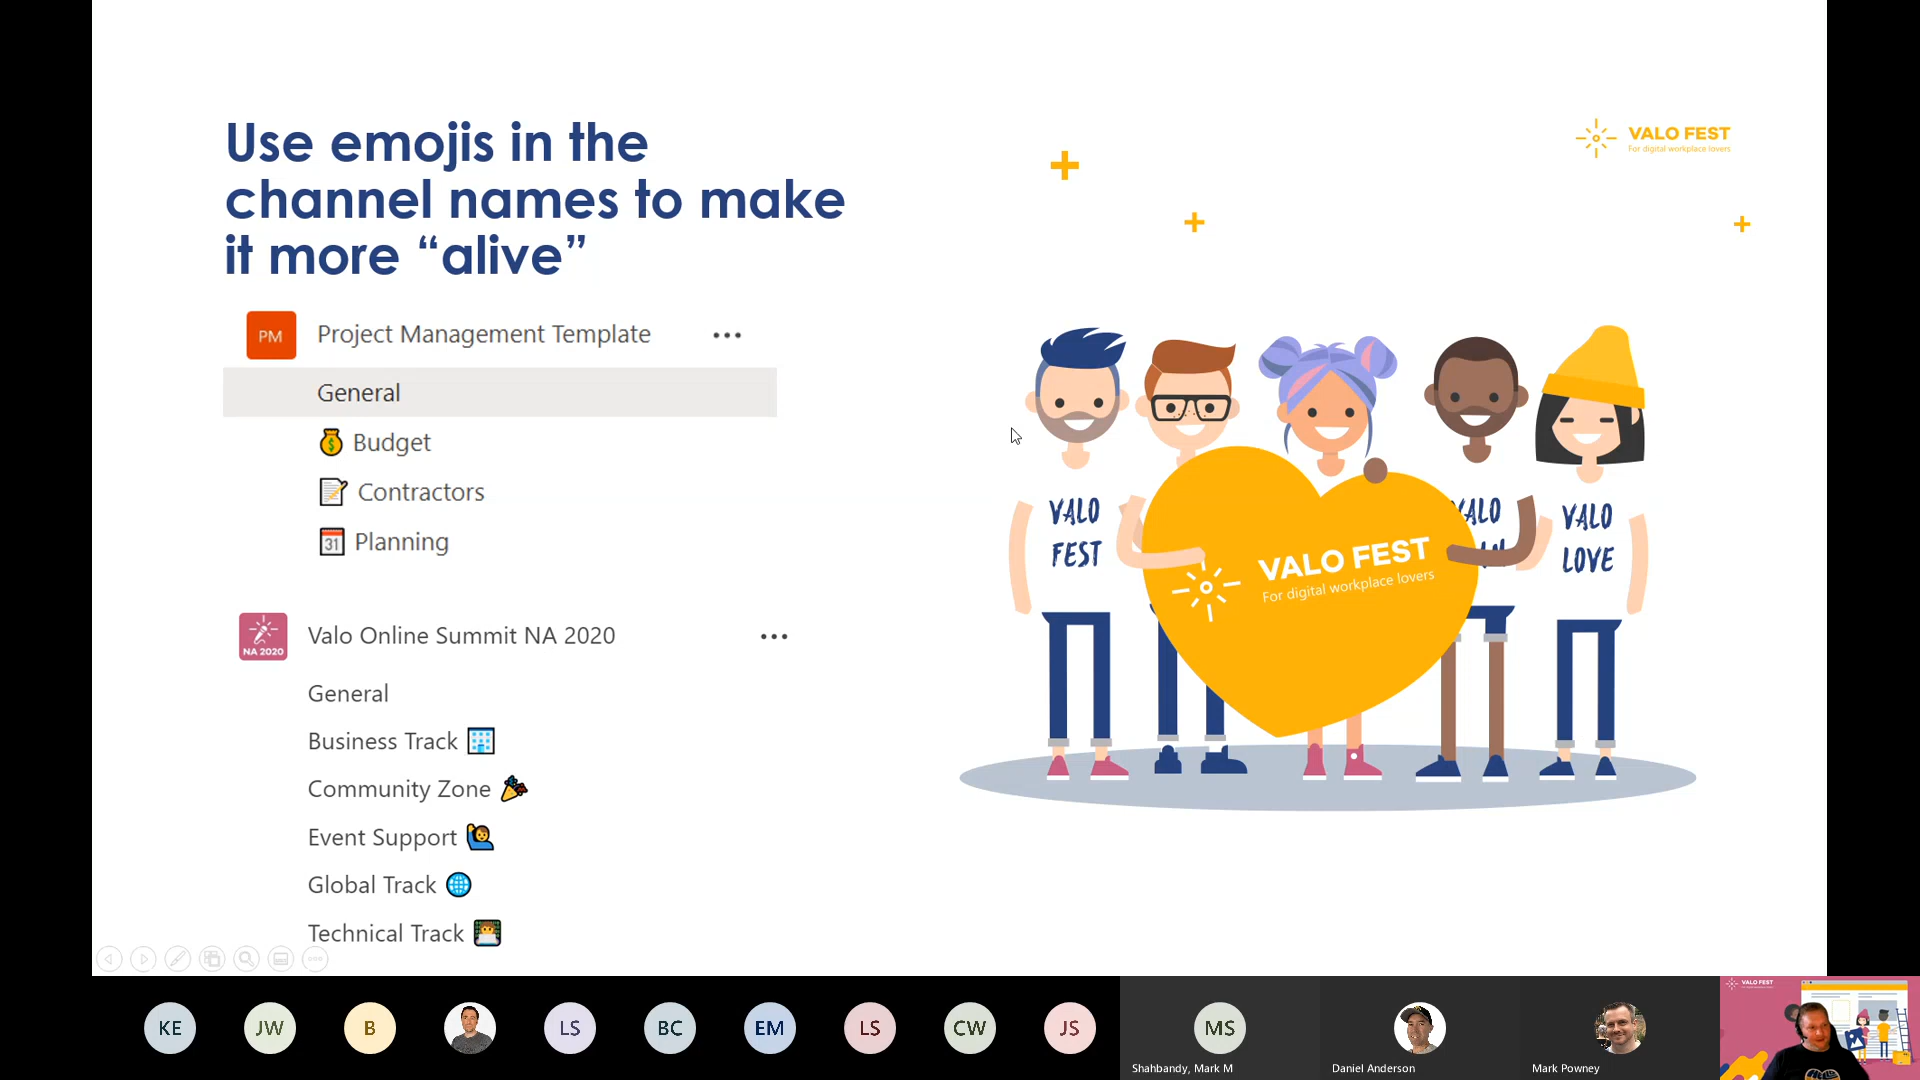 Use emojis in the
channel names to make
it more “alive”
VALO FEST
For digital workplace lovers
PM
Project Management Template
General
Budget
Contractors
31
Planning
NA 2020
Valo Online Summit NA 2020
General
Business Track
Community Zone
Event Support
Global Track
Technical Track
VALO
FEST
VALO FEST
For digital workplace lovers
VALO
LOVE
KE
JW
B
LS
BC
EM
LS
CW
JS
MS
Shahbandy, Mark M
Daniel Anderson
Mark Powney
VALO FEST